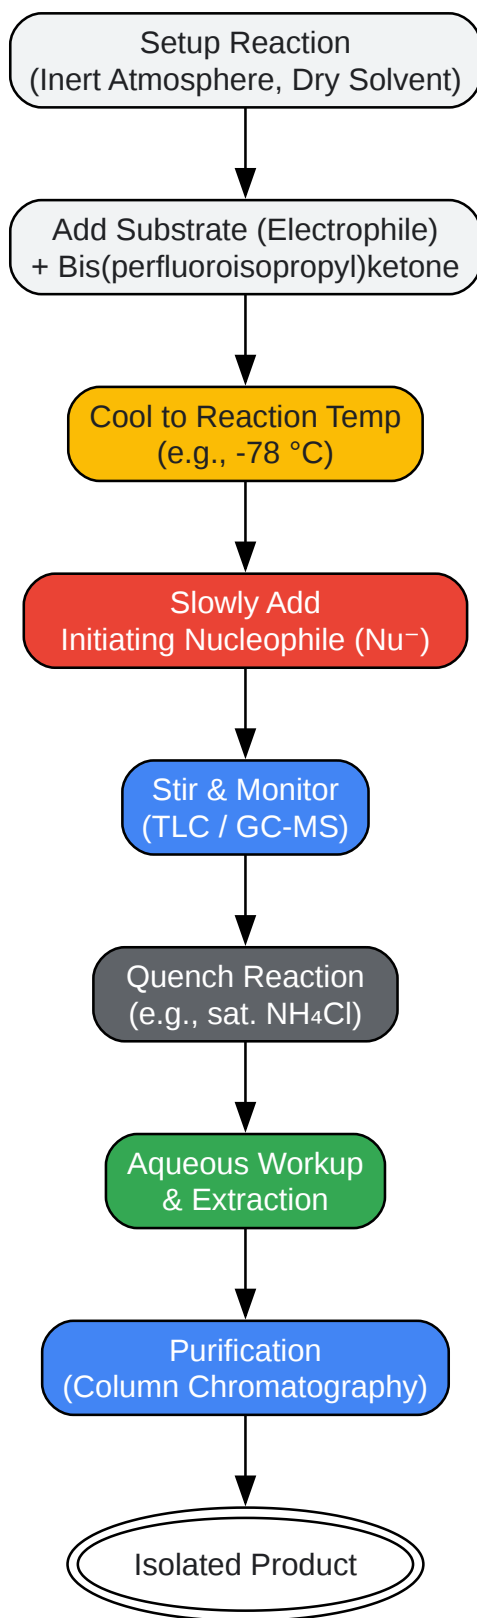 Setup Reaction
(Inert Atmosphere, Dry Solvent)
Add Substrate (Electrophile)
+ Bis(perfluoroisopropyl)ketone
Cool to Reaction Temp
(e.g., -78 °C)
Slowly Add
Initiating Nucleophile (Nu⁻)
Stir & Monitor
(TLC / GC-MS)
Quench Reaction
(e.g., sat. NH₄Cl)
Aqueous Workup
& Extraction
Purification
(Column Chromatography)
Isolated Product